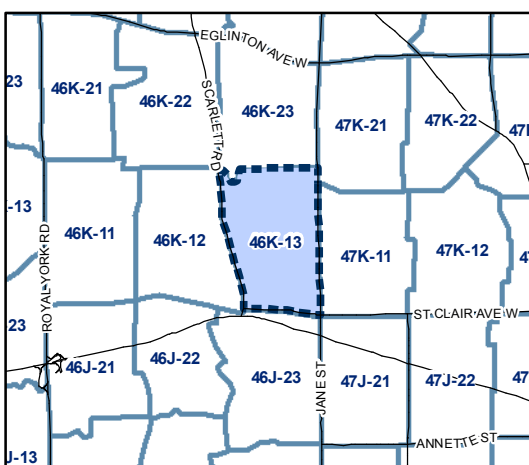 EGLINTON AVE W
23
46K-21
46K-22
SCARLETT RD
46K-23
47K-21
47K-22
-13
ROYAL YORK RD
46K-11
46K-12
46K-13
47K-11
47K-12
ST CLAIR AVE W
23
46J-21
46J-22
46J-23
JANE ST
47J-21
47J-22
47
ANNETTE ST
J-13